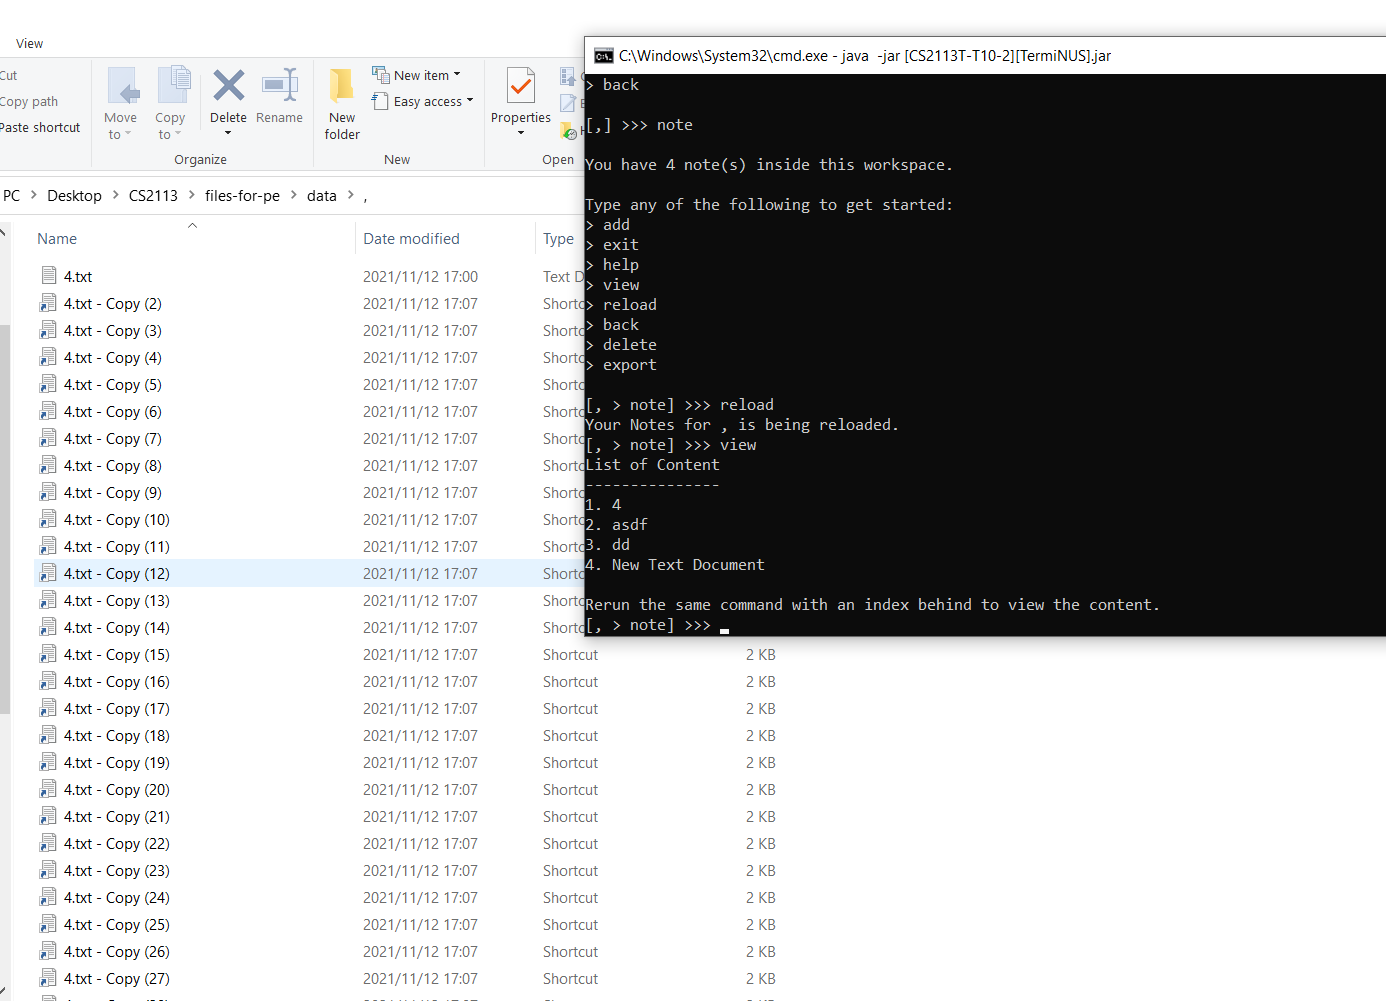 View
Cut
Copy path
Paste shortcut
Move to
Copy to
Delete
Rename
Organize
New folder
New item
Easy access
New
Properties
Open
PC > Desktop > CS2113 > files-for-pe > data > ,
Name Date modified Type
4.txt 2021/11/12 17:00 Text D
4.txt - Copy (2) 2021/11/12 17:07 Shortc
4.txt - Copy (3) 2021/11/12 17:07 Shortc
4.txt - Copy (4) 2021/11/12 17:07 Shortc
4.txt - Copy (5) 2021/11/12 17:07 Shortc
4.txt - Copy (6) 2021/11/12 17:07 Shortc
4.txt - Copy (7) 2021/11/12 17:07 Shortc
4.txt - Copy (8) 2021/11/12 17:07 Shortc
4.txt - Copy (9) 2021/11/12 17:07 Shortc
4.txt - Copy (10) 2021/11/12 17:07 Shortc
4.txt - Copy (11) 2021/11/12 17:07 Shortc
4.txt - Copy (12) 2021/11/12 17:07 Shortc
4.txt - Copy (13) 2021/11/12 17:07 Shortc
4.txt - Copy (14) 2021/11/12 17:07 Shortc
4.txt - Copy (15) 2021/11/12 17:07 Shortcut 2 KB
4.txt - Copy (16) 2021/11/12 17:07 Shortcut 2 KB
4.txt - Copy (17) 2021/11/12 17:07 Shortcut 2 KB
4.txt - Copy (18) 2021/11/12 17:07 Shortcut 2 KB
4.txt - Copy (19) 2021/11/12 17:07 Shortcut 2 KB
4.txt - Copy (20) 2021/11/12 17:07 Shortcut 2 KB
4.txt - Copy (21) 2021/11/12 17:07 Shortcut 2 KB
4.txt - Copy (22) 2021/11/12 17:07 Shortcut 2 KB
4.txt - Copy (23) 2021/11/12 17:07 Shortcut 2 KB
4.txt - Copy (24) 2021/11/12 17:07 Shortcut 2 KB
4.txt - Copy (25) 2021/11/12 17:07 Shortcut 2 KB
4.txt - Copy (26) 2021/11/12 17:07 Shortcut 2 KB
4.txt - Copy (27) 2021/11/12 17:07 Shortcut 2 KB
C:\Windows\System32\cmd.exe - java -jar [CS2113T-T10-2][TermiNUS].jar
> back
[,] >>> note
You have 4 note(s) inside this workspace.
Type any of the following to get started:
> add
> exit
> help
> view
> reload
> back
> delete
> export
[, > note] >>> reload
Your Notes for , is being reloaded.
[, > note] >>> view
List of Content
---------------
1. 4
2. asdf
3. dd
4. New Text Document
Rerun the same command with an index behind to view the content.
[, > note] >>>